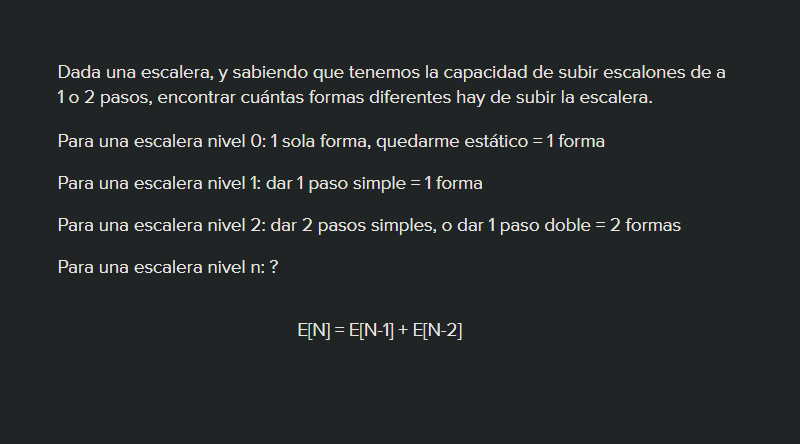 Dada una escalera, y sabiendo que tenemos la capacidad de subir escalones de a
1 o 2 pasos, encontrar cuántas formas diferentes hay de subir la escalera.
Para una escalera nivel 0: 1 sola forma, quedarme estático = 1 forma
Para una escalera nivel 1: dar 1 paso simple = 1 forma
Para una escalera nivel 2: dar 2 pasos simples, o dar 1 paso doble = 2 formas
Para una escalera nivel n: ?
E[N] = E[N-1] + E[N-2]